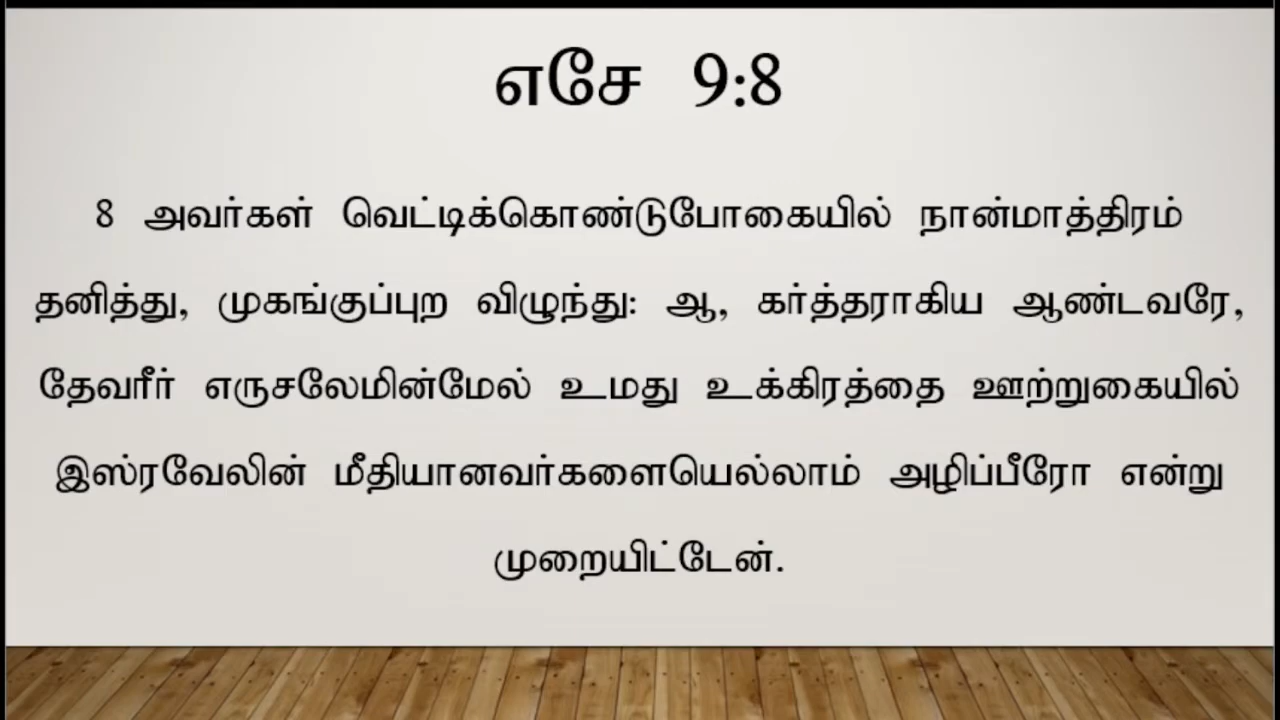 எசே 9:8
8 அவர்கள் வெட்டிக்கொண்டுபோகையில் நான்மாத்திரம்
தனித்து, முகங்குப்புற விழுந்து: ஆ, கர்த்தராகிய ஆண்டவரே,
தேவரீர் எருசலேமின்மேல் உமது உக்கிரத்தை ஊற்றுகையில்
இஸ்ரவேலின் மீதியானவர்களையெல்லாம் அழிப்பீரோ என்று
முறையிட்டேன்.